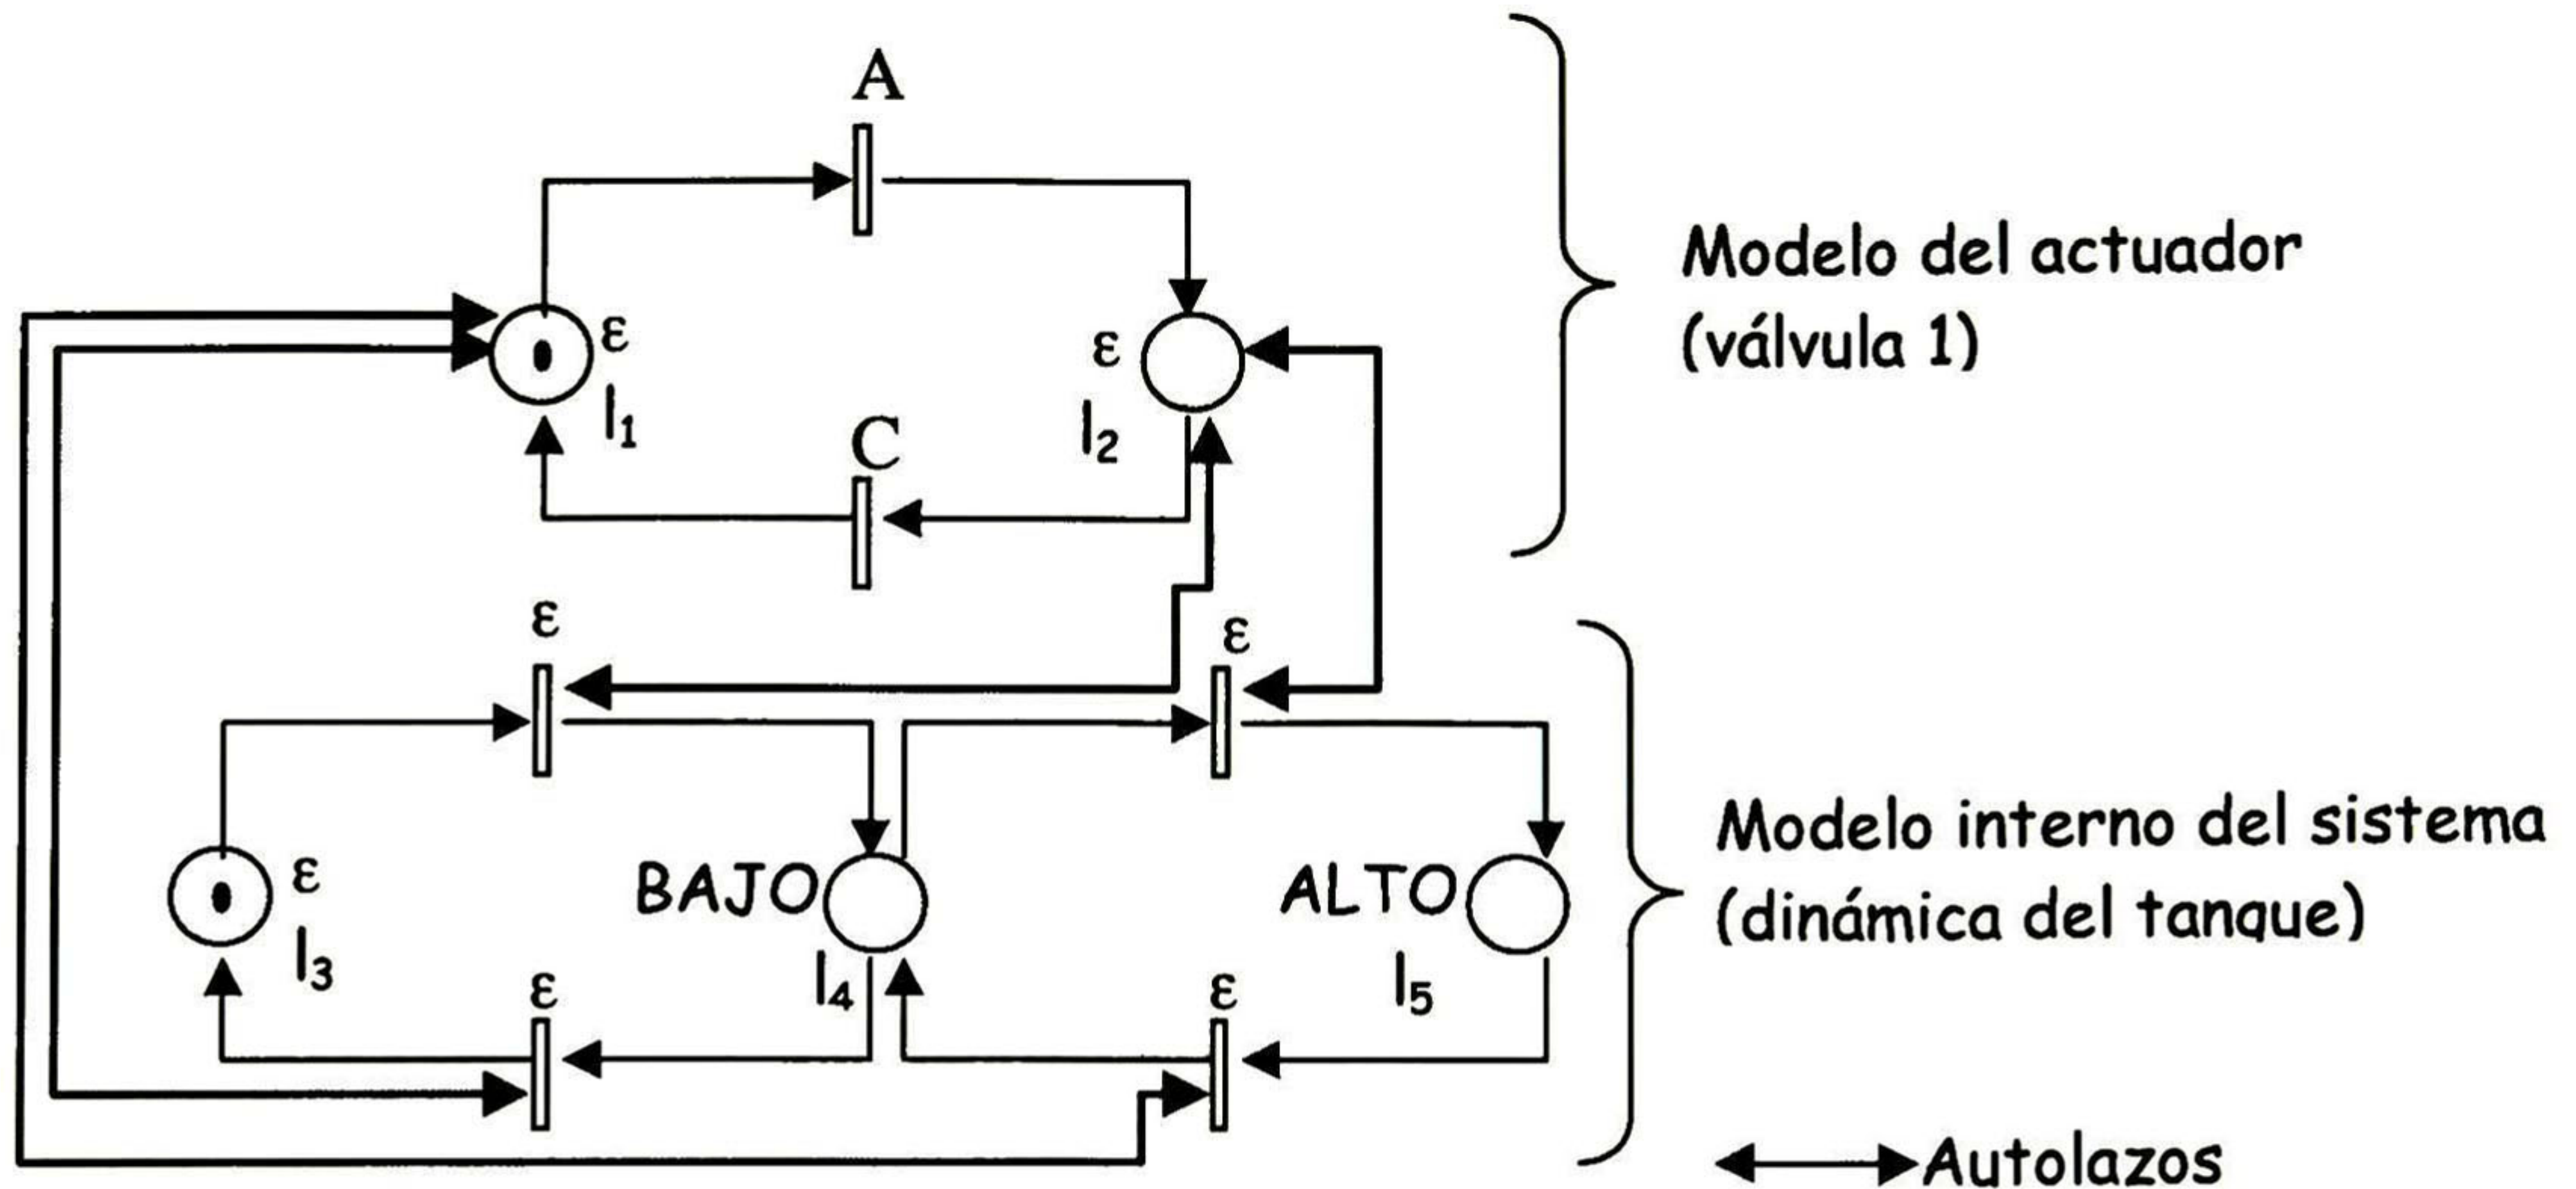 A
ε
l₁
ε
l₂
C
Modelo del actuador
(válvula 1)
ε
ε
ε
l₃
BAJO
l₄
ALTO
l₅
ε
ε
Modelo interno del sistema
(dinámica del tanque)
Autolazos